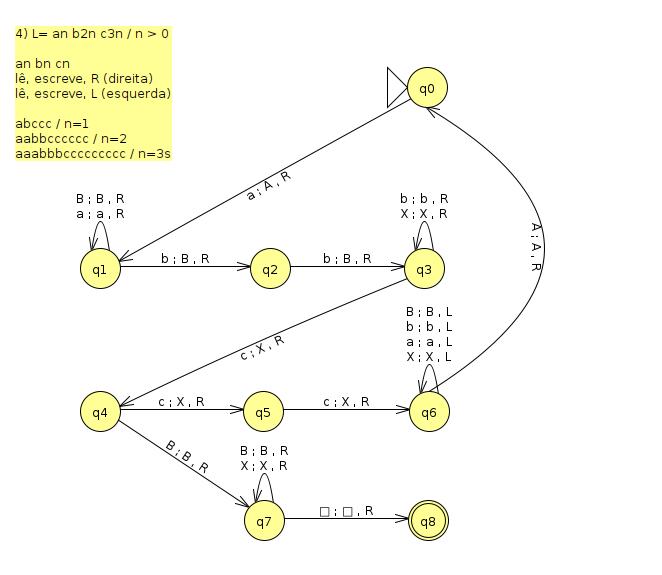 4) L= an b2n c3n / n > 0
an bn cn
lê, escreve, R (direita)
lê, escreve, L (esquerda)
abccc / n=1
aabbcccccc / n=2
aaabbbccccccccc / n=3s
q0
a ; A , R
A ; A , R
B ; B , R
a ; a , R
b ; b , R
X ; X , R
q1
b ; B , R
q2
b ; B , R
q3
c ; X , R
B ; B , L
b ; b , L
a ; a , L
X ; X , L
q4
c ; X , R
q5
c ; X , R
q6
B ; B , R
B ; B , R
X ; X , R
q7
□ ; □ , R
q8